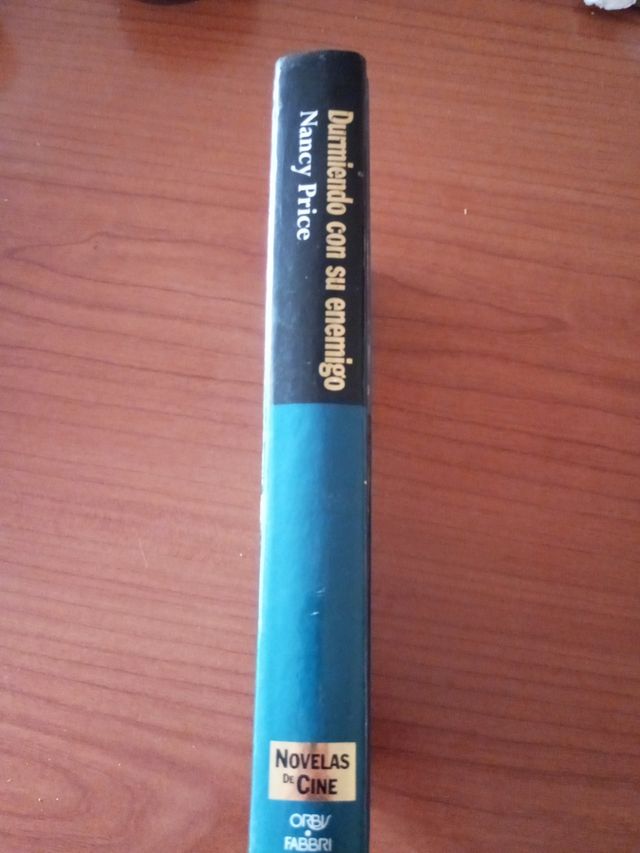 Durmiendo con su enemigo
Nancy Price
NOVELAS
DE CINE
ORBIS
•
FABBRI